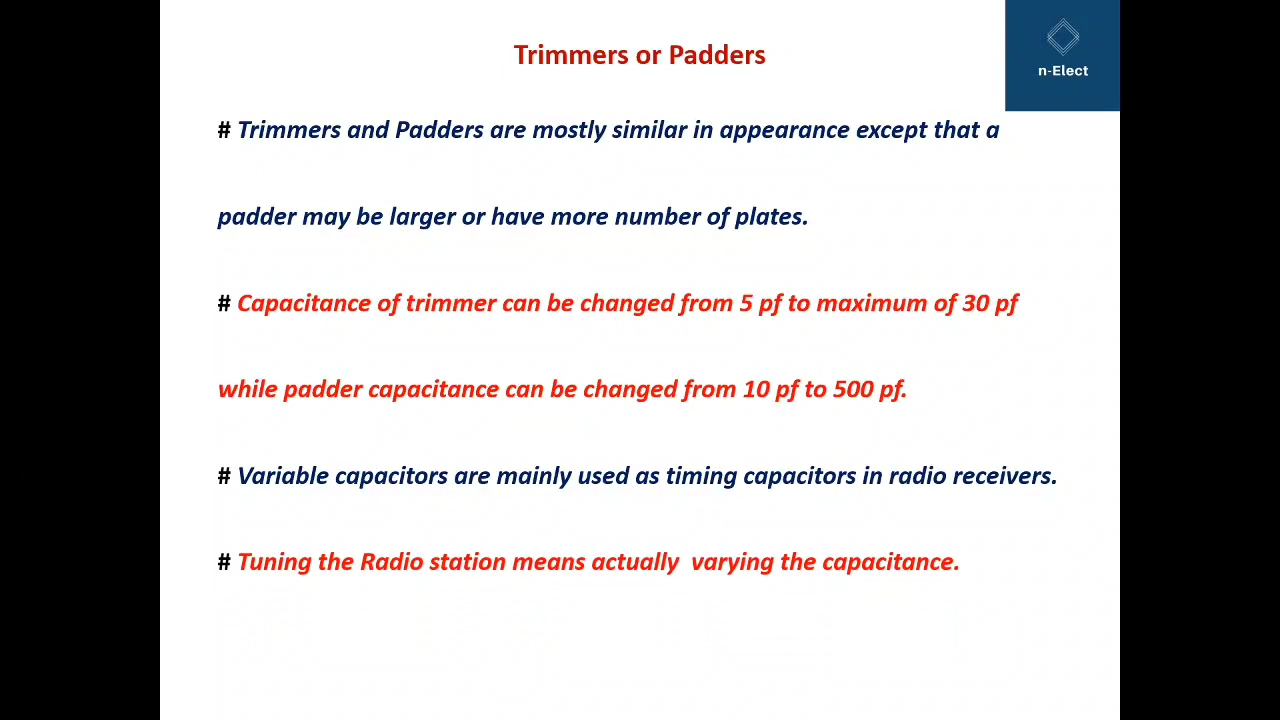 Trimmers or Padders
n-Elect
# Trimmers and Padders are mostly similar in appearance except that a
padder may be larger or have more number of plates.
# Capacitance of trimmer can be changed from 5 pf to maximum of 30 pf
while padder capacitance can be changed from 10 pf to 500 pf.
# Variable capacitors are mainly used as timing capacitors in radio receivers.
# Tuning the Radio station means actually  varying the capacitance.